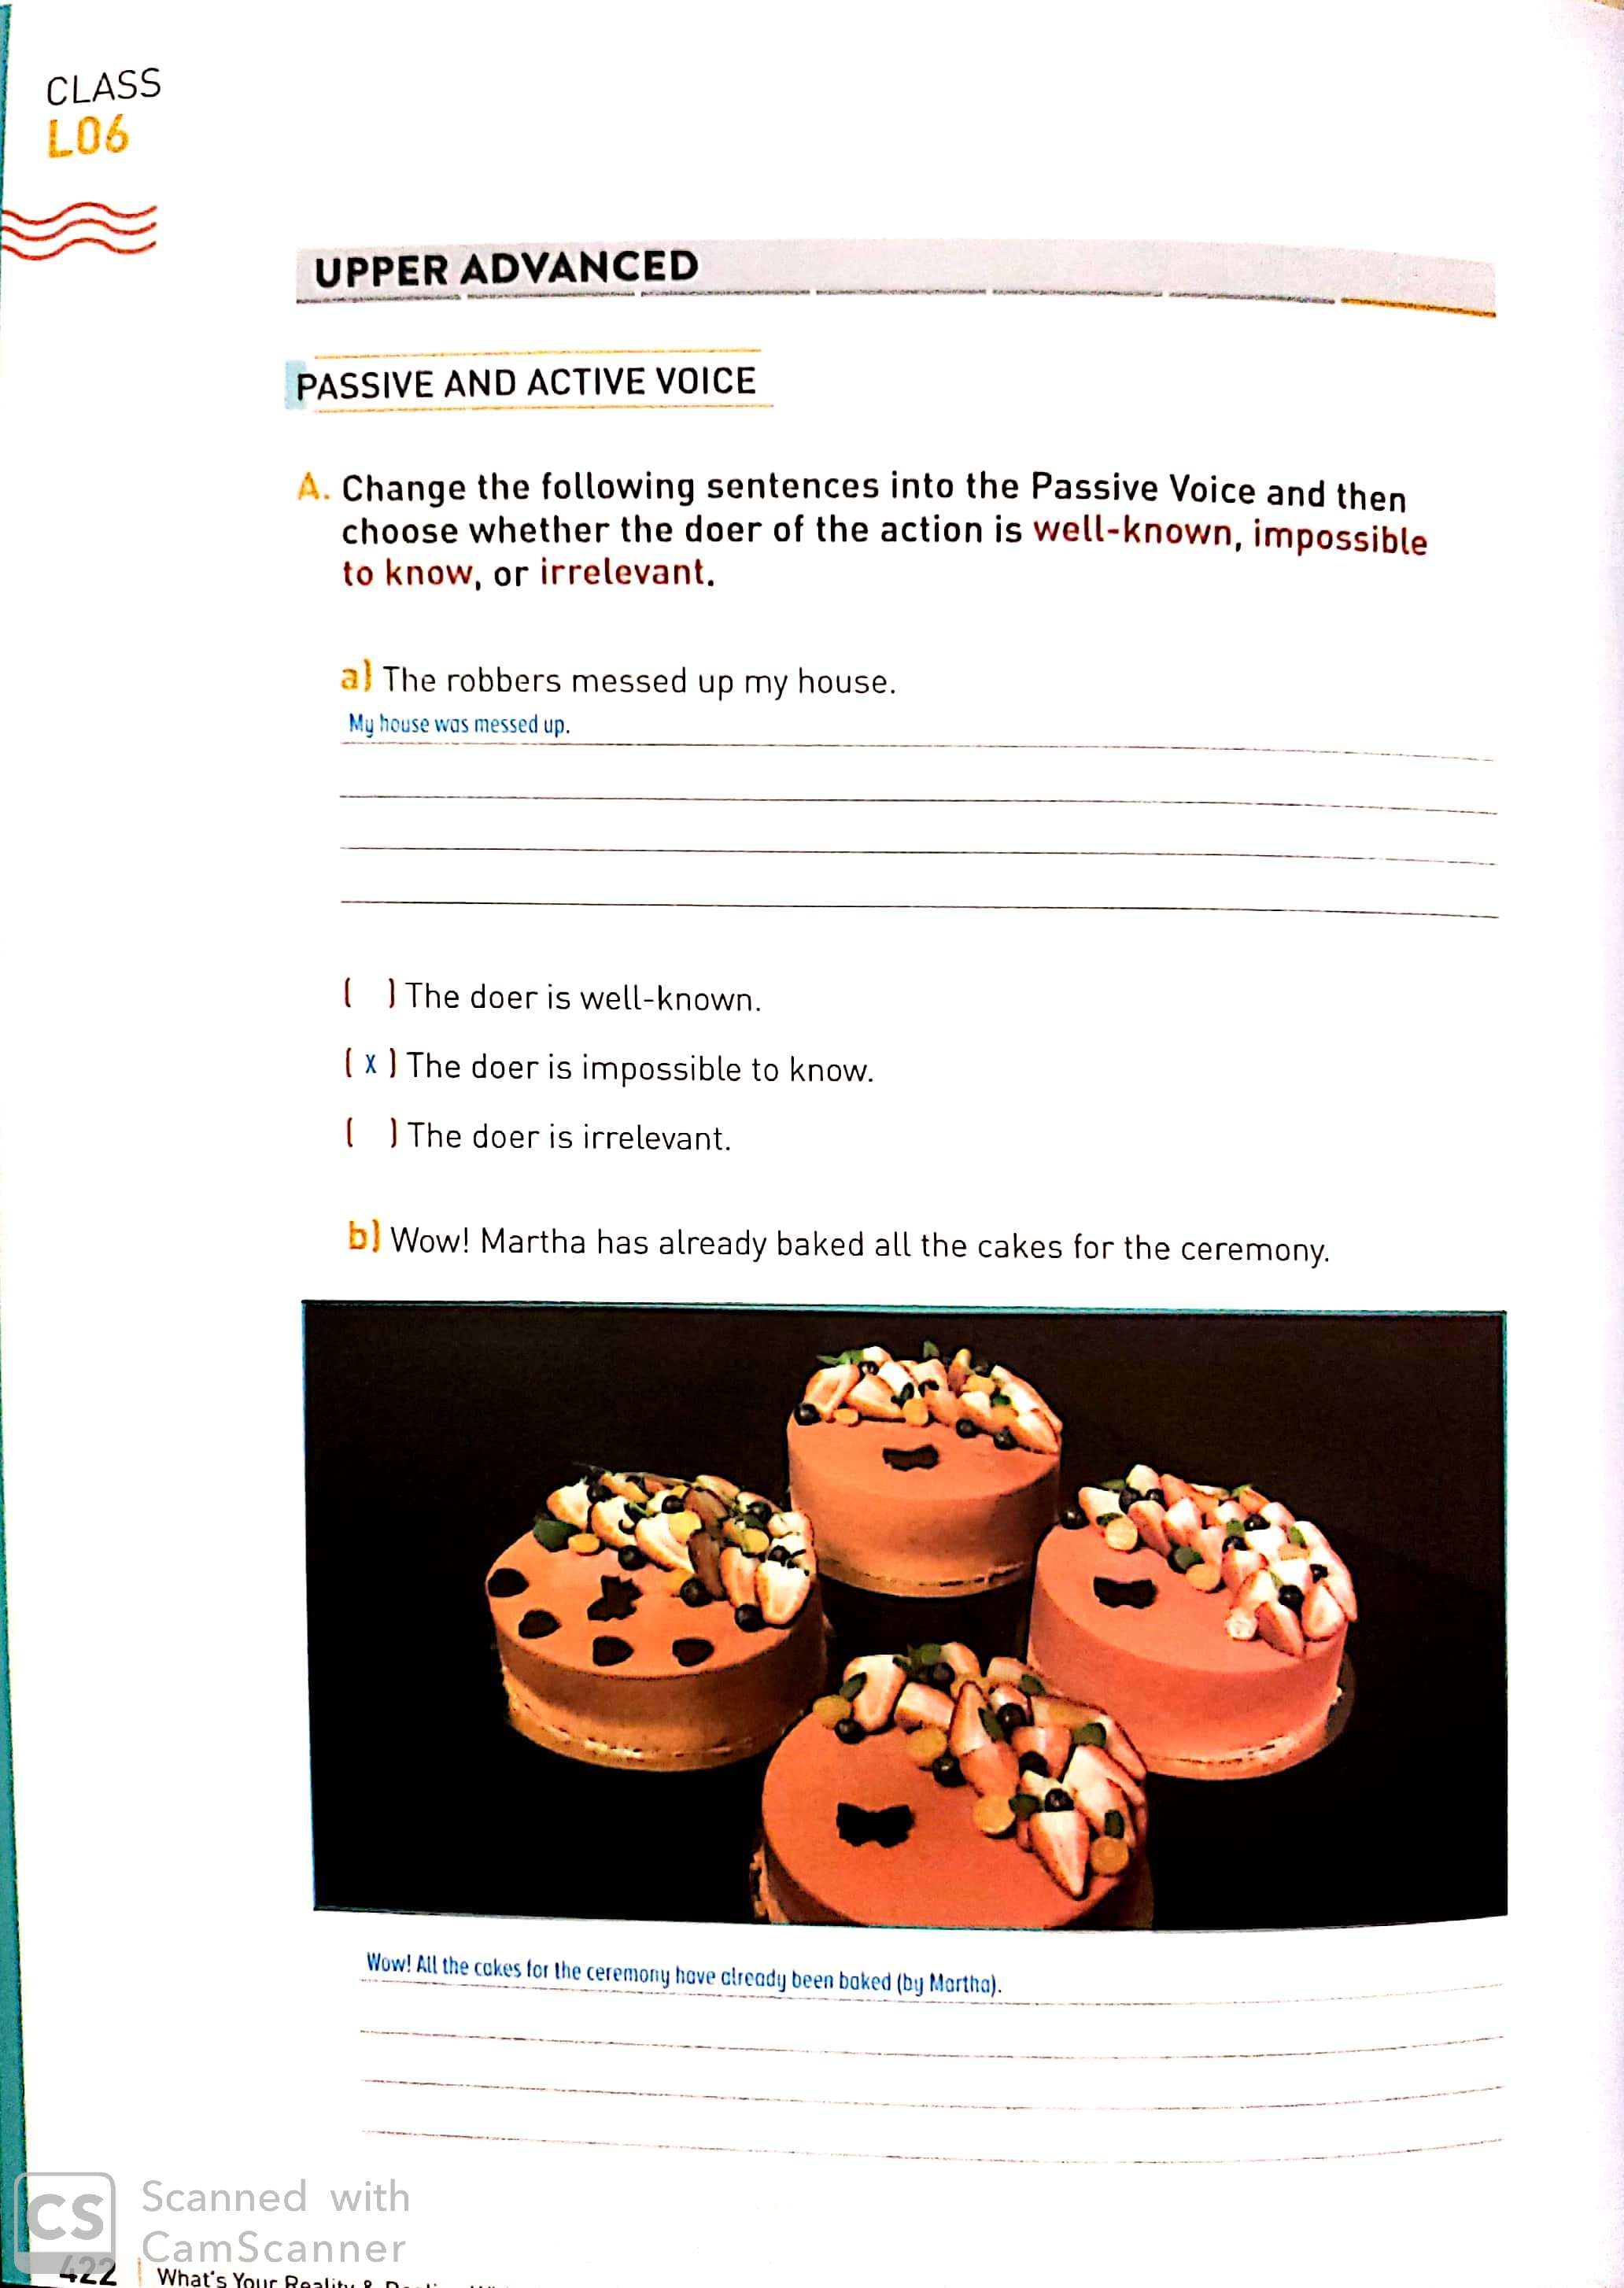 CLASS
L06
UPPER ADVANCED
PASSIVE AND ACTIVE VOICE
A. Change the following sentences into the Passive Voice and then
choose whether the doer of the action is well-known, impossible
to know, or irrelevant.
a) The robbers messed up my house.
My house was messed up.
( ) The doer is well-known.
( x ) The doer is impossible to know.
( ) The doer is irrelevant.
b) Wow! Martha has already baked all the cakes for the ceremony.
Wow! All the cakes for the ceremony have already been baked (by Martha).
CS
Scanned with
CamScanner
422
What's Your Reality &